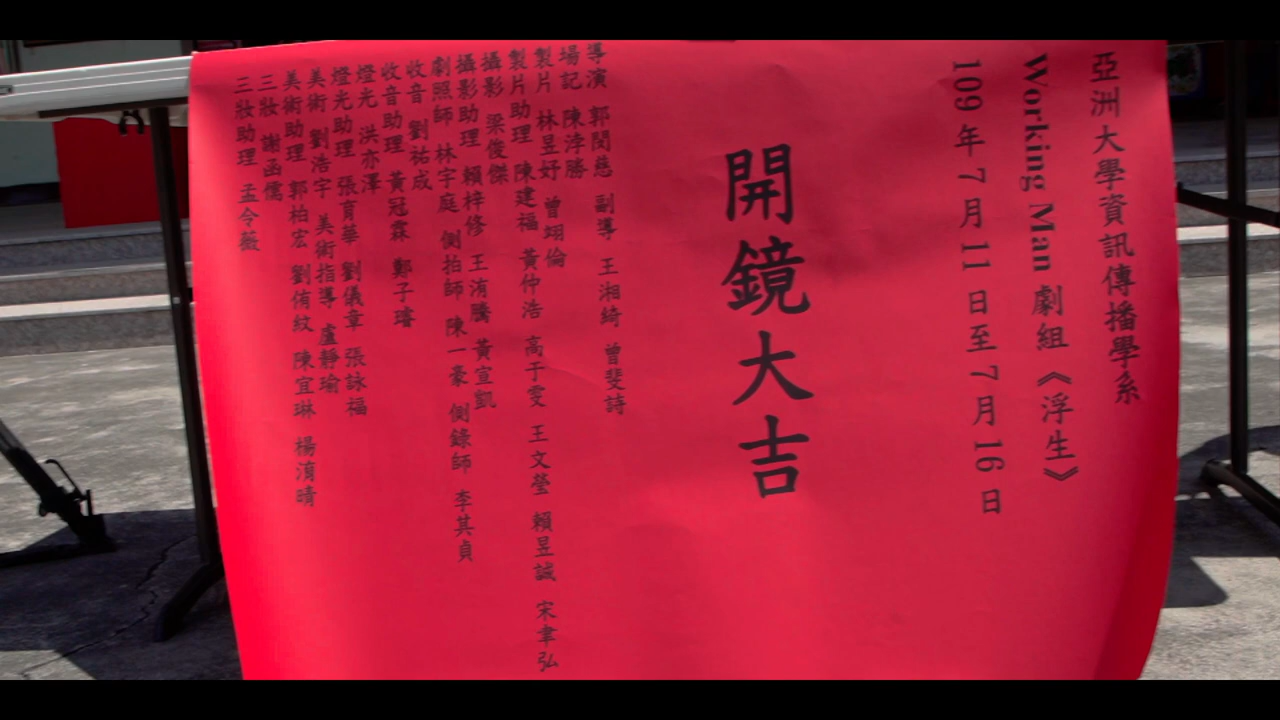 亞洲大學資訊傳播學系
Working Man 劇組《浮生》
109 年 7 月 11 日至 7 月 16 日
開鏡大吉
導演 郭閔慈 副導 王湘綺 曾斐詩
場記 陳浡勝
製片 林昱妤 曾翊倫
製片助理 陳建福 黃仲浩 高于雯 王文瑩 賴昱誠 宋聿弘
攝影 梁俊傑
攝影助理 賴梓修 王洧騰 黃宣凱
劇照師 林宇庭 側拍師 陳一豪 側錄師 李其貞
收音 劉祐成
收音助理 黃冠霖 鄭子璿
燈光 洪亦澤
燈光助理 張育華 劉儀章 張詠福
美術 劉浩宇 美術指導 盧靜瑜
美術助理 郭柏宏 劉侑紋 陳宜琳 楊濟晴
三妝 謝函儒
三妝助理 孟令薇